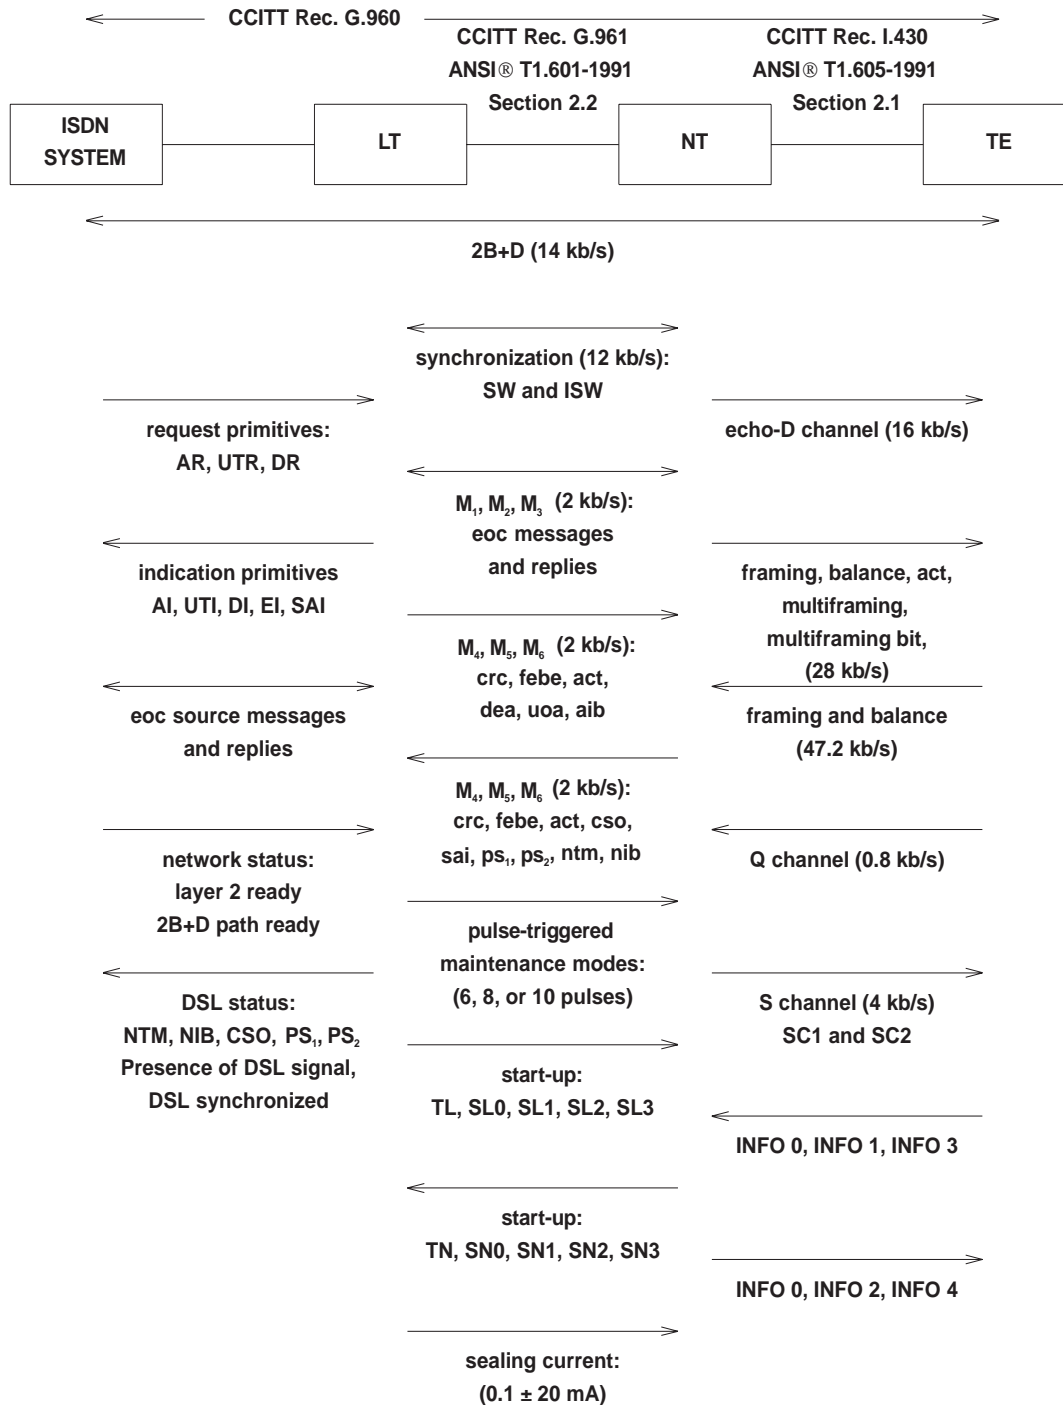 CCITT Rec. G.960
CCITT Rec. G.961
ANSI® T1.601-1991
Section 2.2
CCITT Rec. I.430
ANSI® T1.605-1991
Section 2.1
ISDN
SYSTEM
LT
NT
TE
2B+D (14 kb/s)
synchronization (12 kb/s):
SW and ISW
request primitives:
AR, UTR, DR
echo-D channel (16 kb/s)
M₁, M₂, M₃ (2 kb/s):
eoc messages
and replies
indication primitives
AI, UTI, DI, EI, SAI
framing, balance, act,
multiframing,
multiframing bit,
(28 kb/s)
M₄, M₅, M₆ (2 kb/s):
crc, febe, act,
dea, uoa, aib
eoc source messages
and replies
framing and balance
(47.2 kb/s)
M₄, M₅, M₆ (2 kb/s):
crc, febe, act, cso,
sai, ps₁, ps₂, ntm, nib
network status:
layer 2 ready
2B+D path ready
Q channel (0.8 kb/s)
pulse-triggered
maintenance modes:
(6, 8, or 10 pulses)
DSL status:
NTM, NIB, CSO, PS₁, PS₂
Presence of DSL signal,
DSL synchronized
S channel (4 kb/s)
SC1 and SC2
start-up:
TL, SL0, SL1, SL2, SL3
INFO 0, INFO 1, INFO 3
start-up:
TN, SN0, SN1, SN2, SN3
INFO 0, INFO 2, INFO 4
sealing current:
(0.1 ± 20 mA)